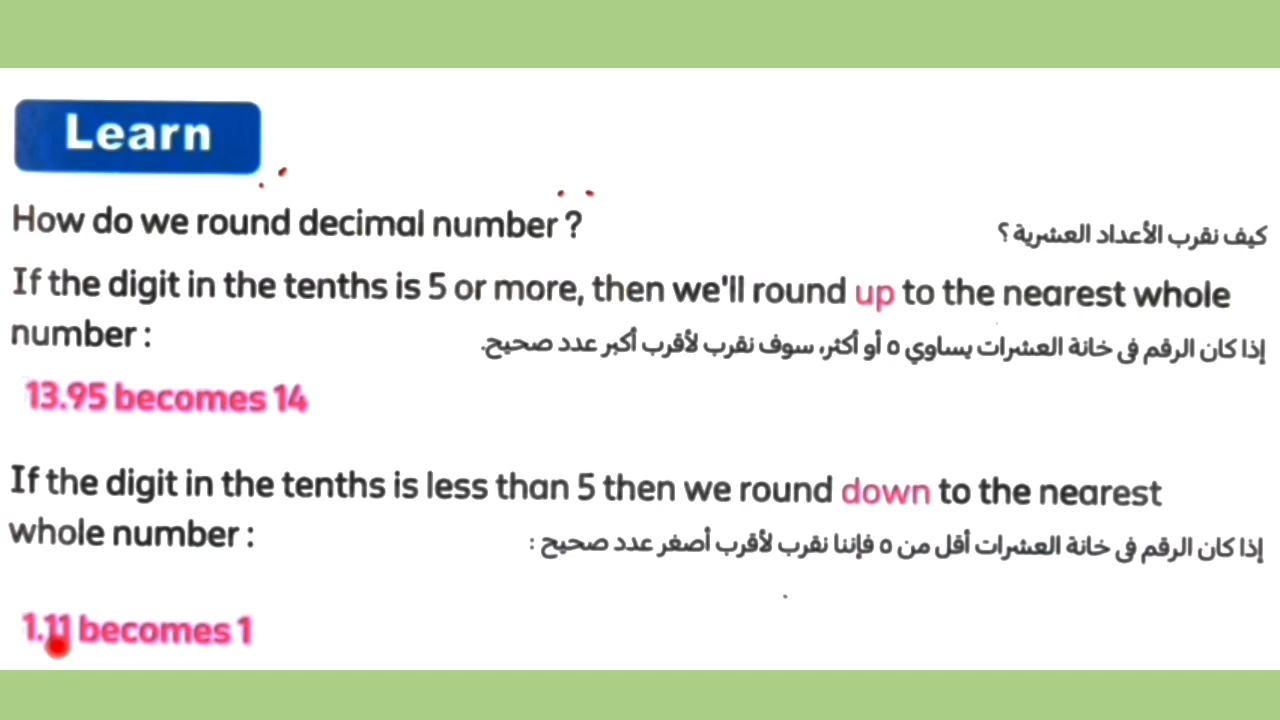 Learn
How do we round decimal number ?
كيف نقرب الأعداد العشرية ؟
If the digit in the tenths is 5 or more, then we'll round up to the nearest whole
number :
إذا كان الرقم في خانة العشرات يساوي ٥ أو أكثر، سوف نقرب لأقرب أكبر عدد صحيح.
13.95 becomes 14
If the digit in the tenths is less than 5 then we round down to the nearest
whole number :
إذا كان الرقم في خانة العشرات أقل من ٥ فإننا نقرب لأقرب أصغر عدد صحيح :
1.11 becomes 1